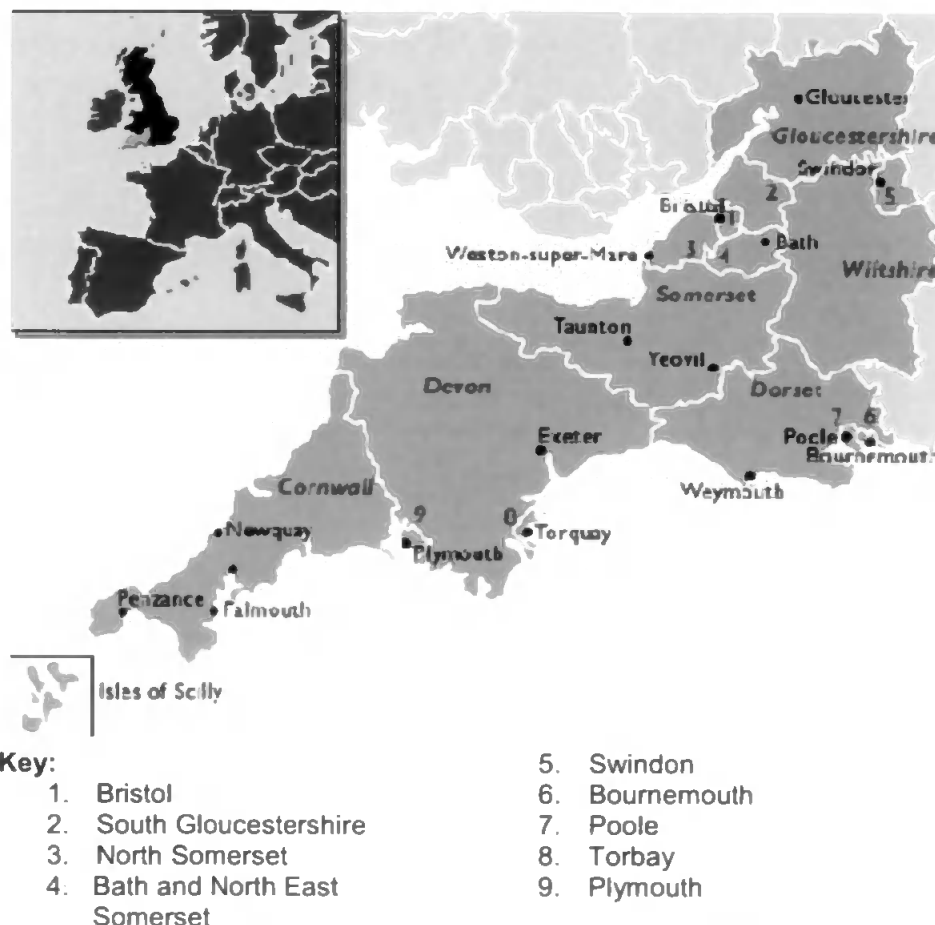 Gloucester
Gloucestershire
Swindon
5
2
Bristol
1
Bath
3
4
Weston-super-Mare
Wiltshire
Somerset
Taunton
Yeovil
Devon
Dorset
7 6
Poole
Bournemouth
Exeter
Weymouth
Cornwall
9
8
Newquay
Plymouth
Torquay
Penzance
Falmouth
Isles of Scilly
Key:
1. Bristol
2. South Gloucestershire
3. North Somerset
4. Bath and North East
Somerset
5. Swindon
6. Bournemouth
7. Poole
8. Torbay
9. Plymouth